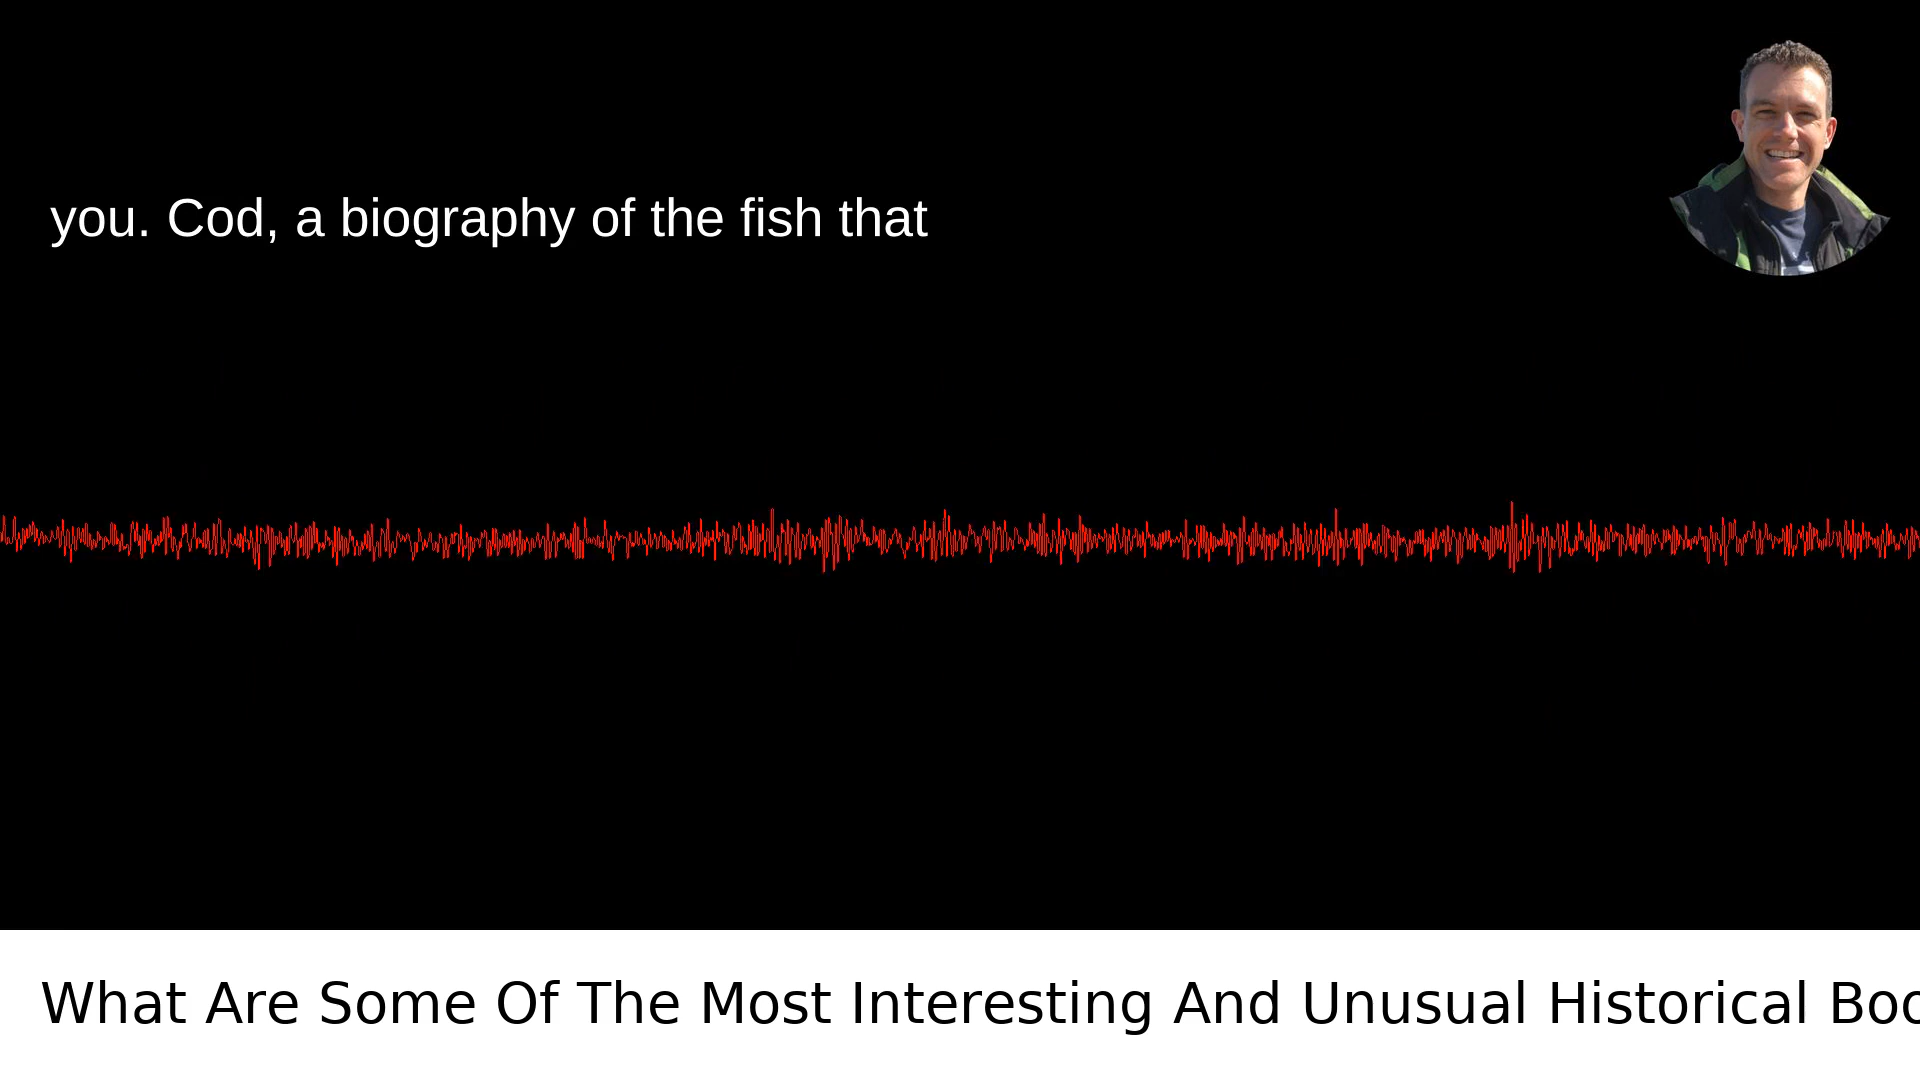 you. Cod, a biography of the fish that
What Are Some Of The Most Interesting And Unusual Historical Boo